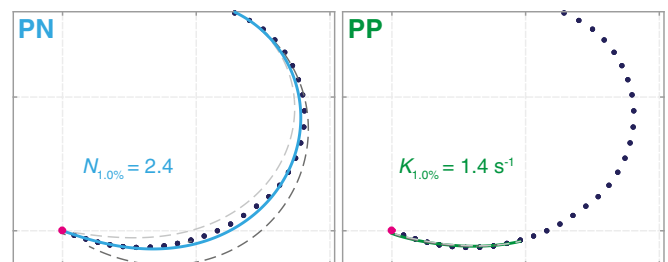 PN
N1.0% = 2.4
PP
K1.0% = 1.4 s-1